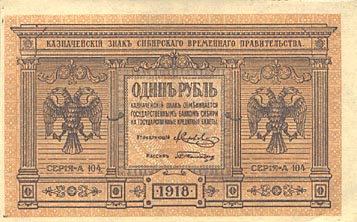 КАЗНАЧЕЙСКІЙ ЗНАКЪ СИБИРСКАГО ВРЕМЕННАГО ПРАВИТЕЛЬСТВА.
ОДИНЪ РУБЛЬ
КАЗНАЧЕЙСКІЙ ЗНАКЪ ОБМѢНИВАЕТСЯ
ГОСУДАРСТВЕННЫМЪ БАНКОМЪ СИБИРИ
НА ГОСУДАРСТВЕННЫЕ КРЕДИТНЫЕ БИЛЕТЫ.
Управляющій
Кассиръ
СЕРІЯ-А 104.
СЕРІЯ-А 104.
·1918·